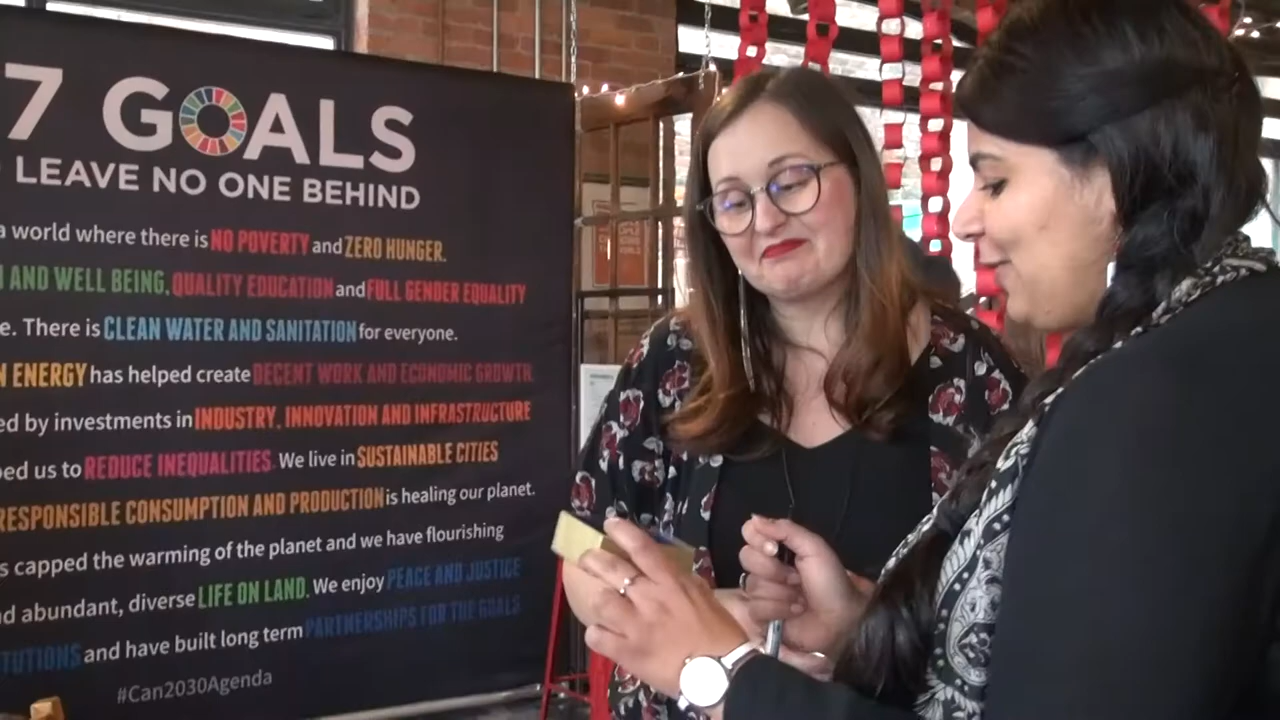 7 GOALS
LEAVE NO ONE BEHIND
a world where there is NO POVERTY and ZERO HUNGER.
AND WELL BEING, QUALITY EDUCATION and FULL GENDER EQUALITY
e. There is CLEAN WATER AND SANITATION for everyone.
N ENERGY has helped create DECENT WORK AND ECONOMIC GROWTH
ed by investments in INDUSTRY, INNOVATION AND INFRASTRUCTURE
ped us to REDUCE INEQUALITIES. We live in SUSTAINABLE CITIES
RESPONSIBLE CONSUMPTION AND PRODUCTION is healing our planet.
s capped the warming of the planet and we have flourishing
d abundant, diverse LIFE ON LAND. We enjoy PEACE AND JUSTICE
TUTIONS and have built long term PARTNERSHIPS FOR THE GOALS
#Can2030Agenda